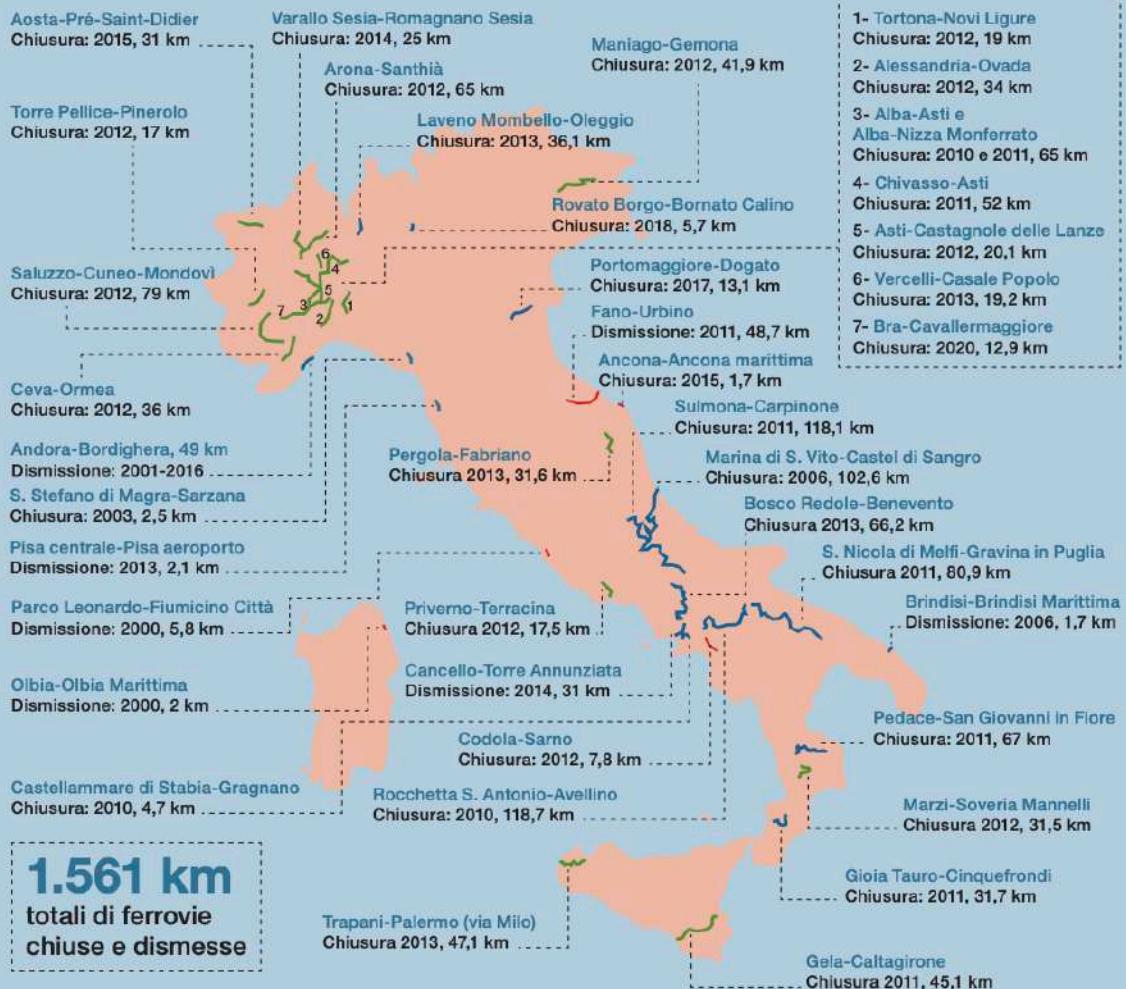 Aosta-Pré-Saint-Didier
Chiusura: 2015, 31 km
Varallo Sesia-Romagnano Sesia
Chiusura: 2014, 25 km
Arona-Santhià
Chiusura: 2012, 65 km
Maniago-Gemona
Chiusura: 2012, 41,9 km
Torre Pellice-Pinerolo
Chiusura: 2012, 17 km
Laveno Mombello-Oleggio
Chiusura: 2013, 36,1 km
Rovato Borgo-Bornato Calino
Chiusura: 2018, 5,7 km
Saluzzo-Cuneo-Mondovì
Chiusura: 2012, 79 km
Portomaggiore-Dogato
Chiusura: 2017, 13,1 km
Fano-Urbino
Dismissione: 2011, 48,7 km
Ancona-Ancona marittima
Chiusura: 2015, 1,7 km
Ceva-Ormea
Chiusura: 2012, 36 km
Sulmona-Carpinone
Chiusura: 2011, 118,1 km
Andora-Bordighera, 49 km
Dismissione: 2001-2016
Pergola-Fabriano
Chiusura 2013, 31,6 km
Marina di S. Vito-Castel di Sangro
Chiusura: 2006, 102,6 km
S. Stefano di Magra-Sarzana
Chiusura: 2003, 2,5 km
Bosco Redole-Benevento
Chiusura 2013, 66,2 km
Pisa centrale-Pisa aeroporto
Dismissione: 2013, 2,1 km
S. Nicola di Melfi-Gravina in Puglia
Chiusura 2011, 80,9 km
Parco Leonardo-Fiumicino Città
Dismissione: 2000, 5,8 km
Priverno-Terracina
Chiusura 2012, 17,5 km
Brindisi-Brindisi Marittima
Dismissione: 2006, 1,7 km
Olbia-Olbia Marittima
Dismissione: 2000, 2 km
Cancello-Torre Annunziata
Dismissione: 2014, 31 km
Codola-Sarno
Chiusura: 2012, 7,8 km
Pedace-San Giovanni in Fiore
Chiusura: 2011, 67 km
Castellammare di Stabia-Gragnano
Chiusura: 2010, 4,7 km
Rocchetta S. Antonio-Avellino
Chiusura: 2010, 118,7 km
Marzi-Soveria Mannelli
Chiusura 2012, 31,5 km
Gioia Tauro-Cinquefrondi
Chiusura: 2011, 31,7 km
Trapani-Palermo (via Milo)
Chiusura 2013, 47,1 km
Gela-Caltagirone
Chiusura 2011, 45,1 km
1- Tortona-Novi Ligure
Chiusura: 2012, 19 km
2- Alessandria-Ovada
Chiusura: 2012, 34 km
3- Alba-Asti e
Alba-Nizza Monferrato
Chiusura: 2010 e 2011, 65 km
4- Chivasso-Asti
Chiusura: 2011, 52 km
5- Asti-Castagnole delle Lanze
Chiusura: 2012, 20,1 km
6- Vercelli-Casale Popolo
Chiusura: 2013, 19,2 km
7- Bra-Cavallermaggiore
Chiusura: 2020, 12,9 km
6
4
5
7
3
2
1
1.561 km
totali di ferrovie
chiuse e dismesse